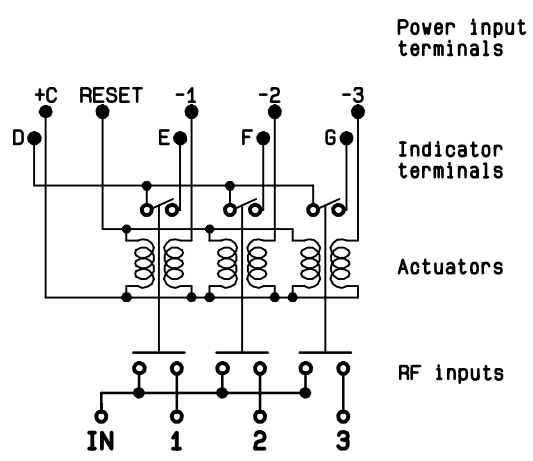 Power input
terminals
+C RESET -1 -2 -3
D E F G
Indicator
terminals
Actuators
RF inputs
IN 1 2 3